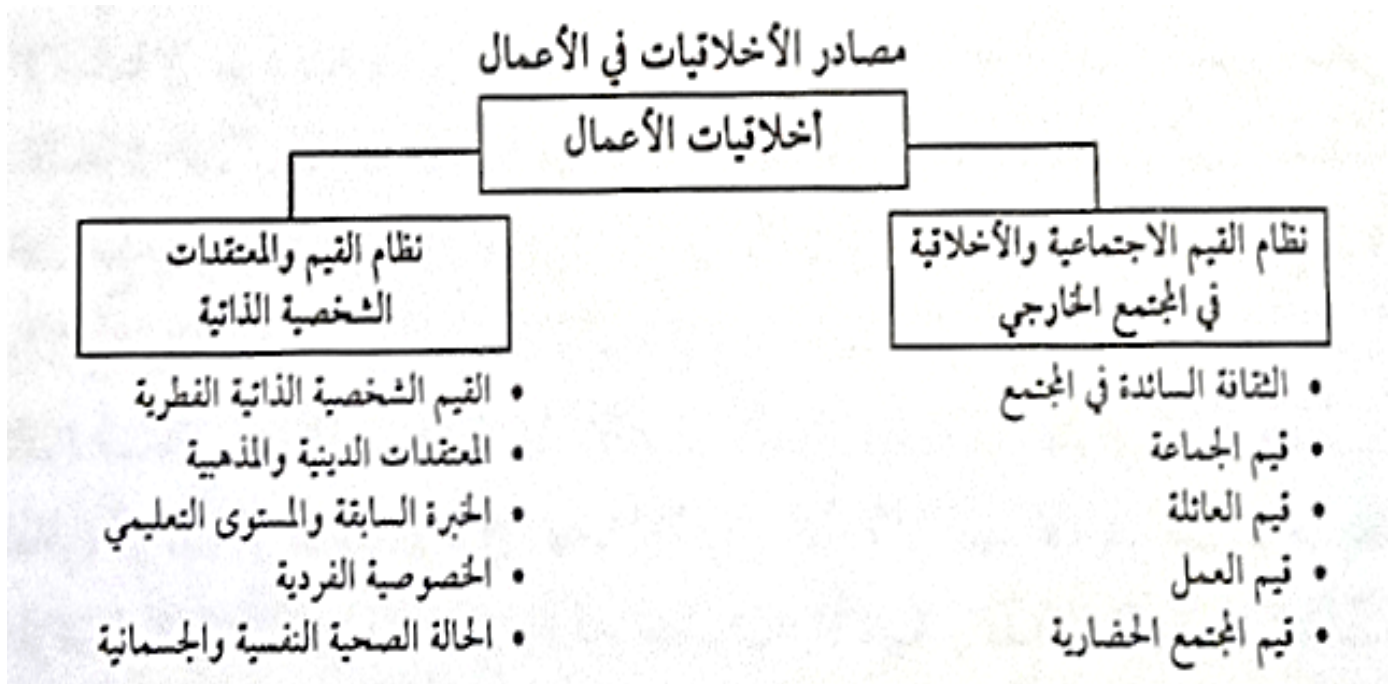 مصادر الأخلاقيات في الأعمال
أخلاقيات الأعمال
نظام القيم الاجتماعية والأخلاقية
في المجتمع الخارجي
• الثقافة السائدة في المجتمع
• قيم الجماعة
• قيم العائلة
• قيم العمل
• قيم المجتمع الحضارية
نظام القيم والمعتقدات
الشخصية الذاتية
• القيم الشخصية الذاتية الفطرية
• المعتقدات الدينية والمذهبية
• الخبرة السابقة والمستوى التعليمي
• الخصوصية الفردية
• الحالة الصحية النفسية والجسمانية